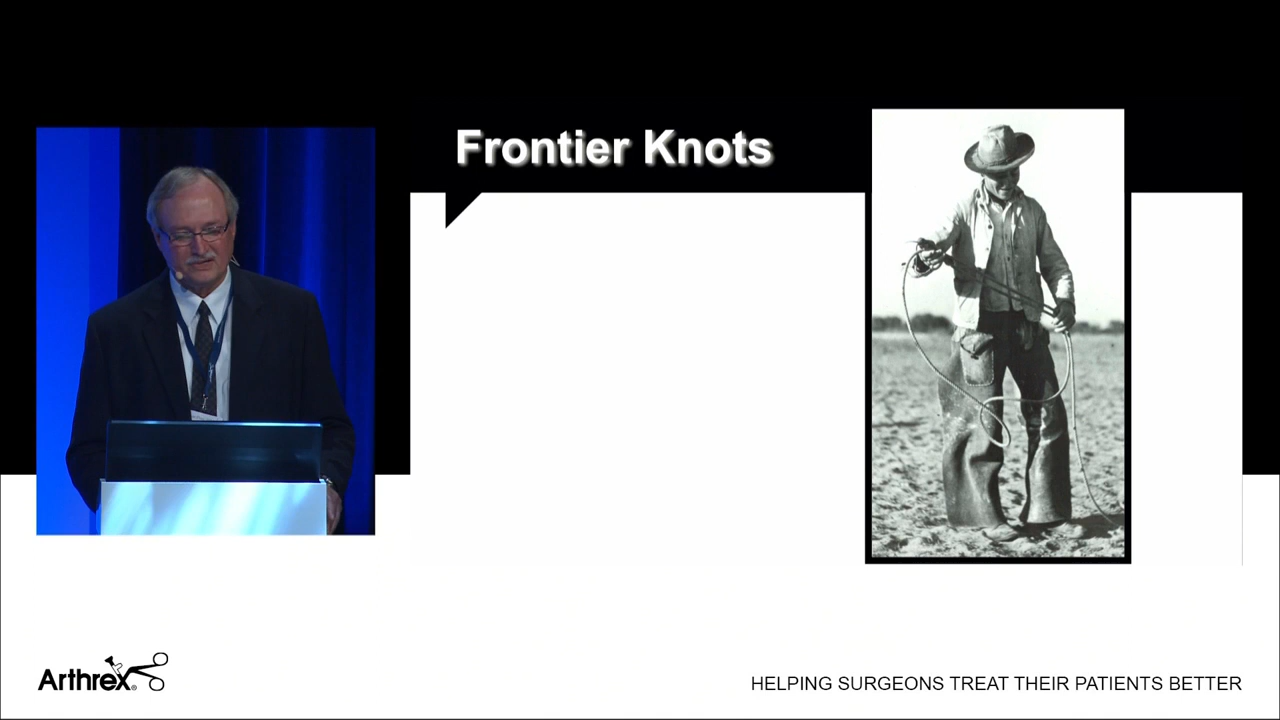 Frontier Knots
Arthrex®
HELPING SURGEONS TREAT THEIR PATIENTS BETTER